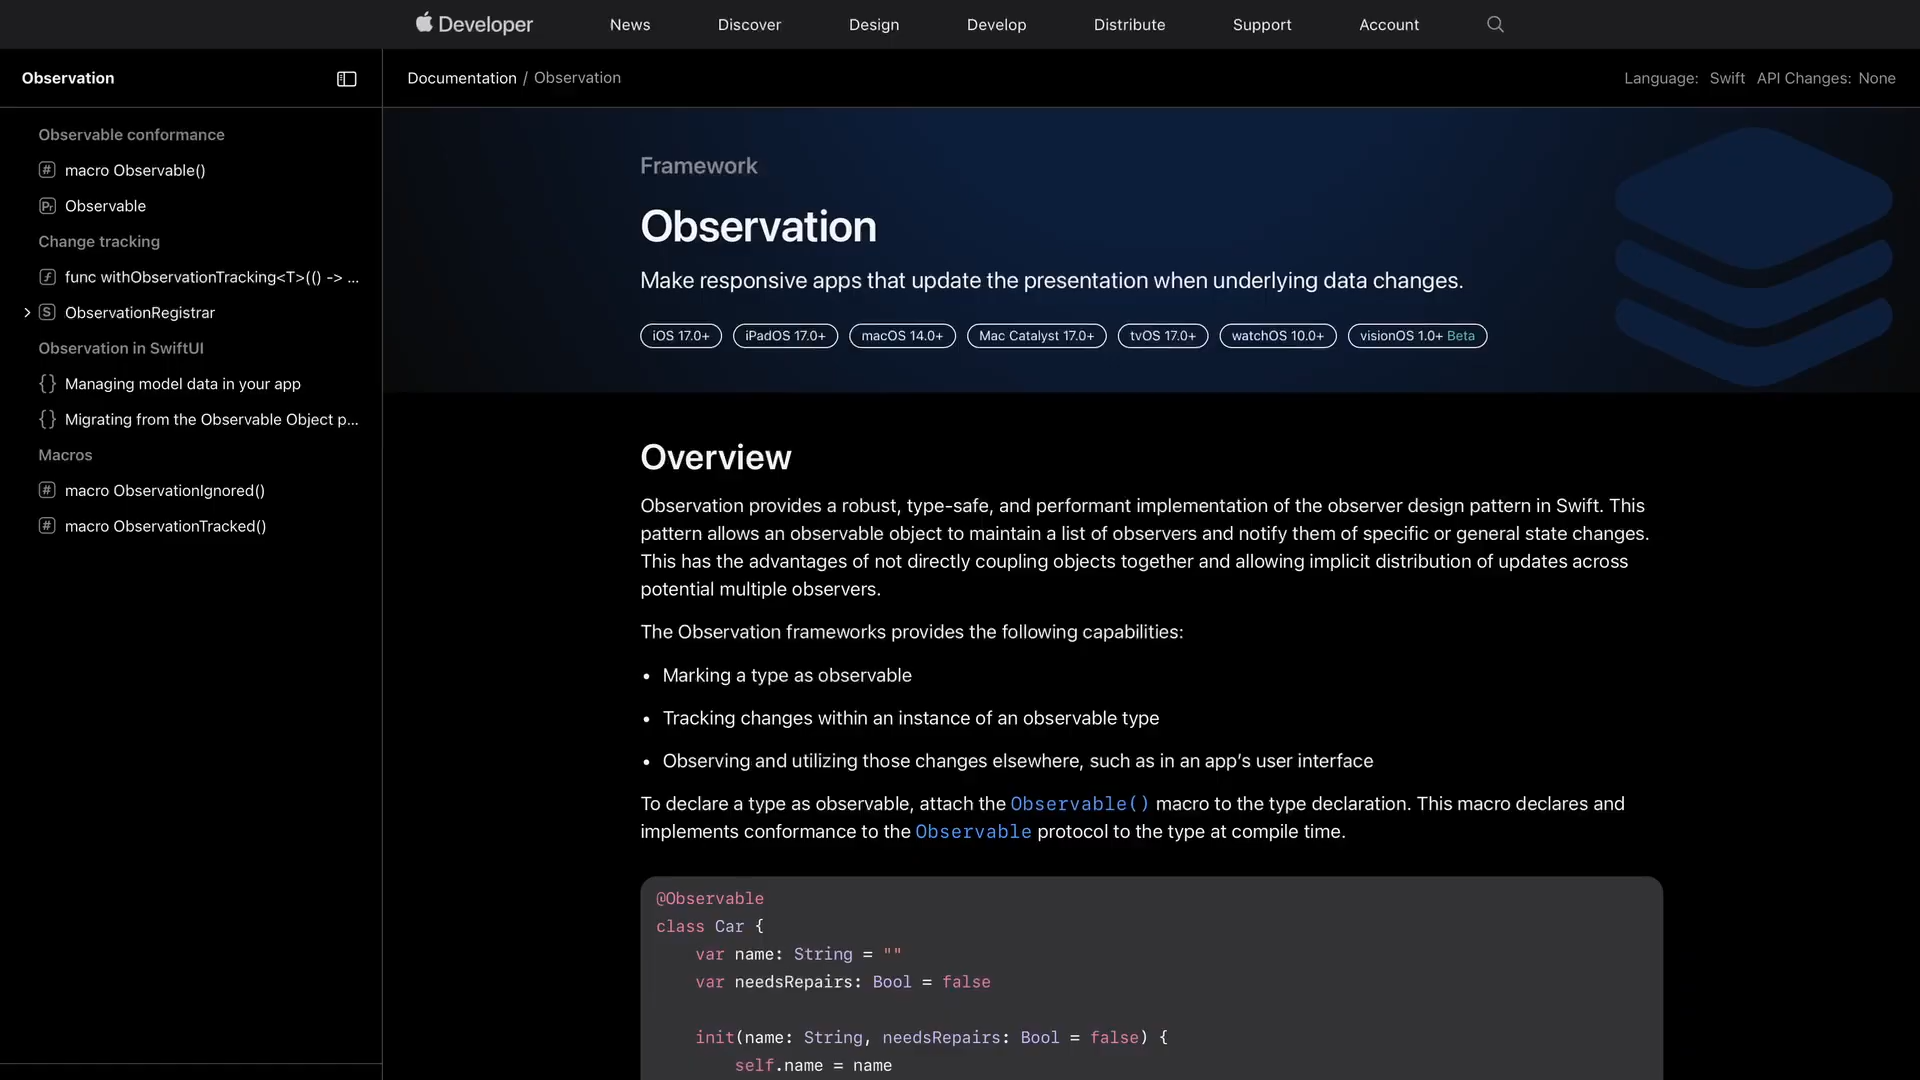 Developer
News
Discover
Design
Develop
Distribute
Support
Account
Observation
Documentation / Observation
Language: Swift API Changes: None
Observable conformance
# macro Observable()
Pr Observable
Change tracking
f func withObservationTracking<T>(() -> ...
S ObservationRegistrar
Observation in SwiftUI
{} Managing model data in your app
{} Migrating from the Observable Object p...
Macros
# macro ObservationIgnored()
# macro ObservationTracked()
Framework
Observation
Make responsive apps that update the presentation when underlying data changes.
iOS 17.0+
iPadOS 17.0+
macOS 14.0+
Mac Catalyst 17.0+
tvOS 17.0+
watchOS 10.0+
visionOS 1.0+ Beta
Overview
Observation provides a robust, type-safe, and performant implementation of the observer design pattern in Swift. This
pattern allows an observable object to maintain a list of observers and notify them of specific or general state changes.
This has the advantages of not directly coupling objects together and allowing implicit distribution of updates across
potential multiple observers.
The Observation frameworks provides the following capabilities:
• Marking a type as observable
• Tracking changes within an instance of an observable type
• Observing and utilizing those changes elsewhere, such as in an app’s user interface
To declare a type as observable, attach the Observable() macro to the type declaration. This macro declares and
implements conformance to the Observable protocol to the type at compile time.
@Observable
class Car {
    var name: String = ""
    var needsRepairs: Bool = false
    init(name: String, needsRepairs: Bool = false) {
        self.name = name